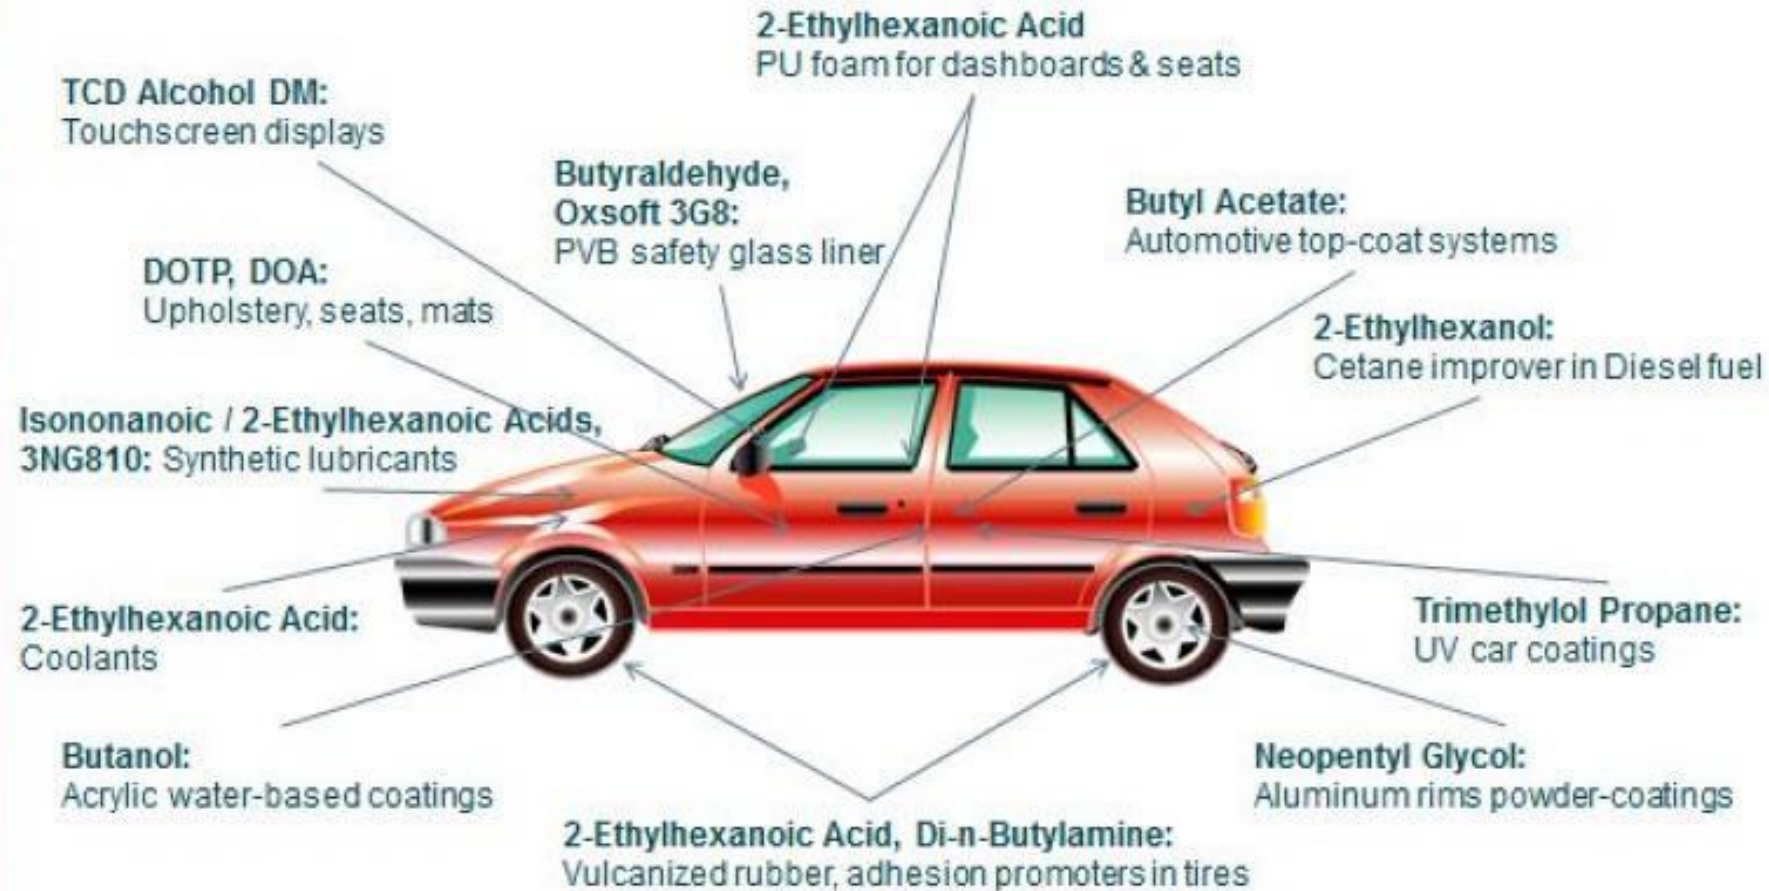 2-Ethylhexanoic Acid
PU foam for dashboards & seats
TCD Alcohol DM:
Touchscreen displays
Butyraldehyde,
Oxsoft 3G8:
PVB safety glass liner
Butyl Acetate:
Automotive top-coat systems
DOTP, DOA:
Upholstery, seats, mats
2-Ethylhexanol:
Cetane improver in Diesel fuel
Isononanoic / 2-Ethylhexanoic Acids,
3NG810: Synthetic lubricants
2-Ethylhexanoic Acid:
Coolants
Trimethylol Propane:
UV car coatings
Butanol:
Acrylic water-based coatings
Neopentyl Glycol:
Aluminum rims powder-coatings
2-Ethylhexanoic Acid, Di-n-Butylamine:
Vulcanized rubber, adhesion promoters in tires